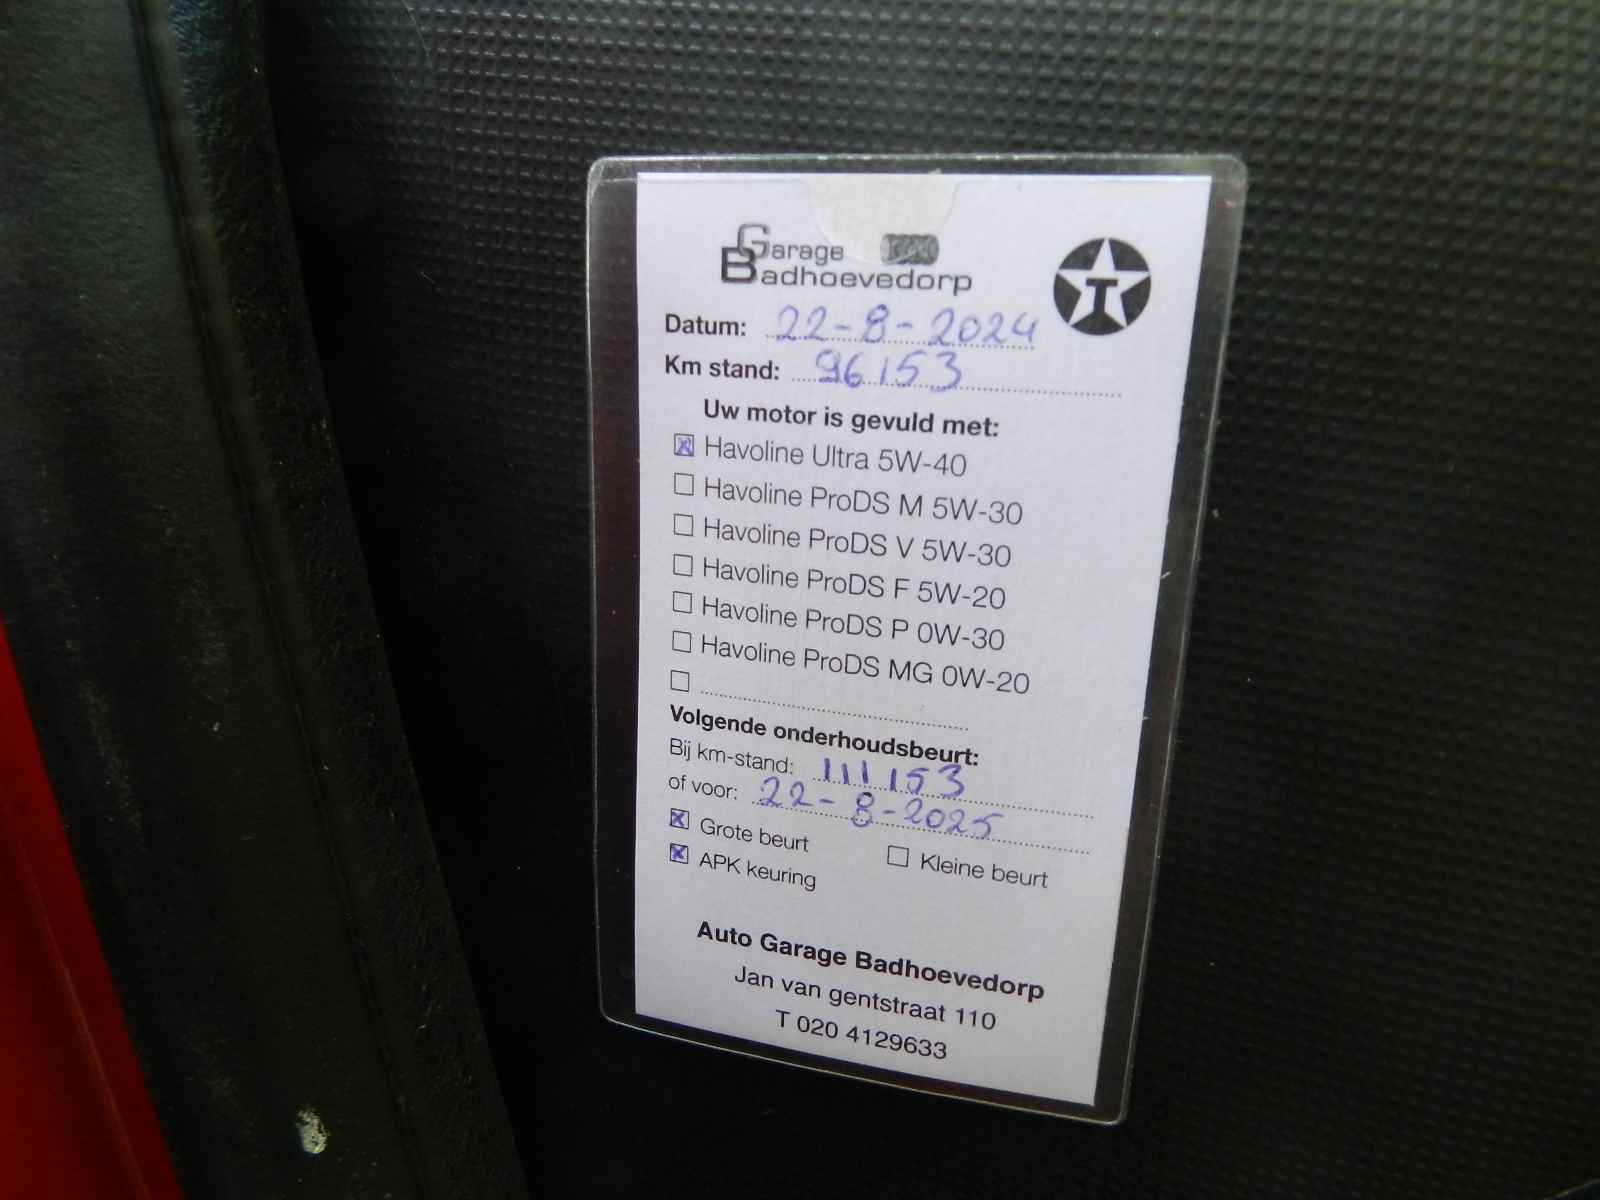 Garage
Badhoevedorp
T
Datum: 22-8-2024
Km stand: 96153
Uw motor is gevuld met:
Havoline Ultra 5W-40
Havoline ProDS M 5W-30
Havoline ProDS V 5W-30
Havoline ProDS F 5W-20
Havoline ProDS P 0W-30
Havoline ProDS MG 0W-20
Volgende onderhoudsbeurt:
Bij km-stand: 111153
of voor: 22-8-2025
Grote beurt Kleine beurt
APK keuring
Auto Garage Badhoevedorp
Jan van gentstraat 110
T 020 4129633